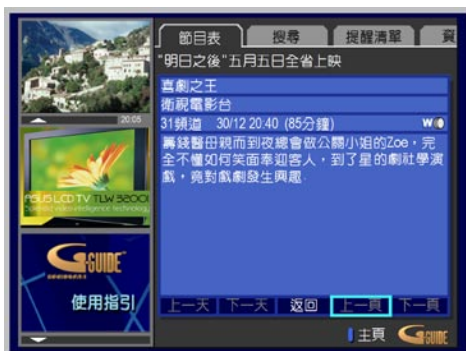 節目表
搜尋
提醒清單
"明日之後"五月五日全省上映
喜劇之王
衛視電影台
31頻道 30/12 20:40 (85分鐘)
籌錢醫母親而到夜總會做公關小姐的Zoe，完
全不懂如何笑面奉迎客人，到了星的劇社學演
戲，竟對戲劇發生興趣.
20:05
ASUS LCD TV TLW 32001
G-GUIDE
使用指引
上一天
下一天
返回
上一頁
下一頁
主頁
G-GUIDE